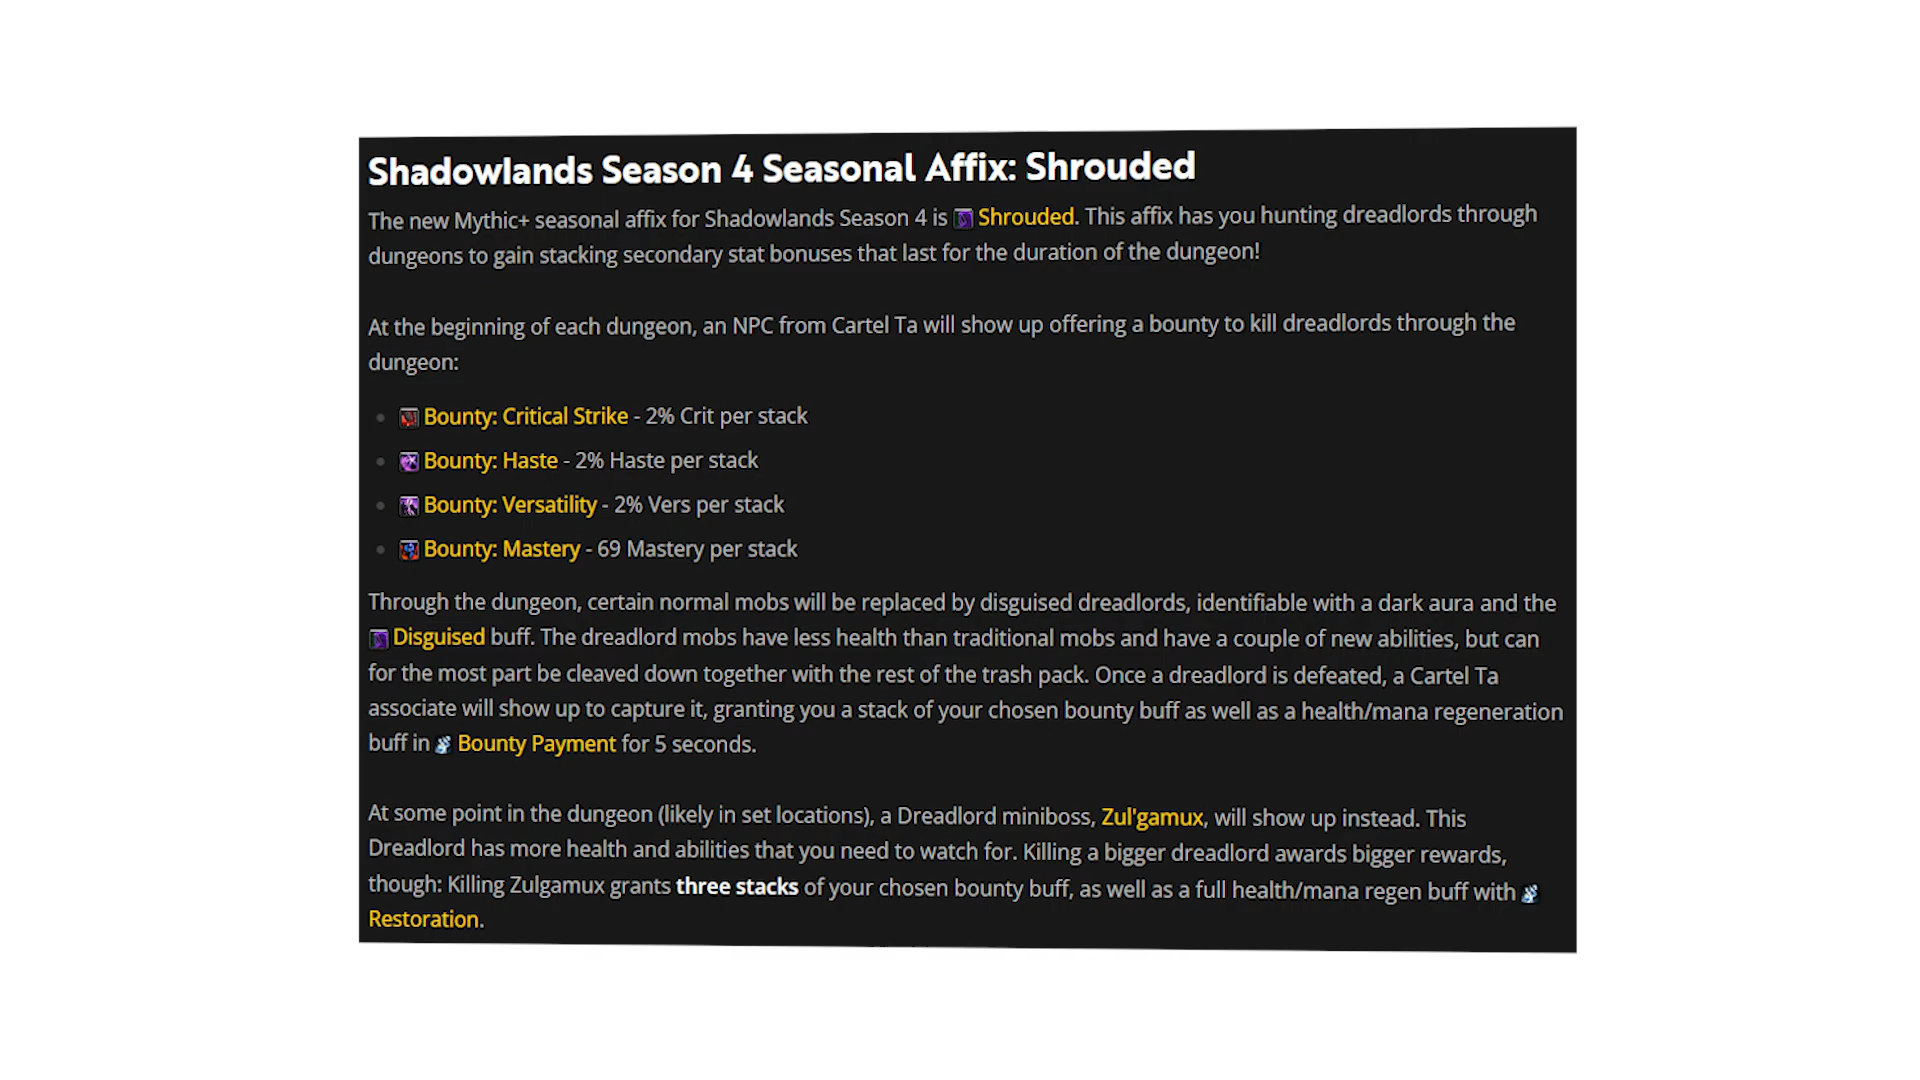 Shadowlands Season 4 Seasonal Affix: Shrouded
The new Mythic+ seasonal affix for Shadowlands Season 4 is Shrouded. This affix has you hunting dreadlords through
dungeons to gain stacking secondary stat bonuses that last for the duration of the dungeon!
At the beginning of each dungeon, an NPC from Cartel Ta will show up offering a bounty to kill dreadlords through the
dungeon:
Bounty: Critical Strike - 2% Crit per stack
Bounty: Haste - 2% Haste per stack
Bounty: Versatility - 2% Vers per stack
Bounty: Mastery - 69 Mastery per stack
Through the dungeon, certain normal mobs will be replaced by disguised dreadlords, identifiable with a dark aura and the
Disguised buff. The dreadlord mobs have less health than traditional mobs and have a couple of new abilities, but can
for the most part be cleaved down together with the rest of the trash pack. Once a dreadlord is defeated, a Cartel Ta
associate will show up to capture it, granting you a stack of your chosen bounty buff as well as a health/mana regeneration
buff in Bounty Payment for 5 seconds.
At some point in the dungeon (likely in set locations), a Dreadlord miniboss, Zul'gamux, will show up instead. This
Dreadlord has more health and abilities that you need to watch for. Killing a bigger dreadlord awards bigger rewards,
though: Killing Zulgamux grants three stacks of your chosen bounty buff, as well as a full health/mana regen buff with
Restoration.